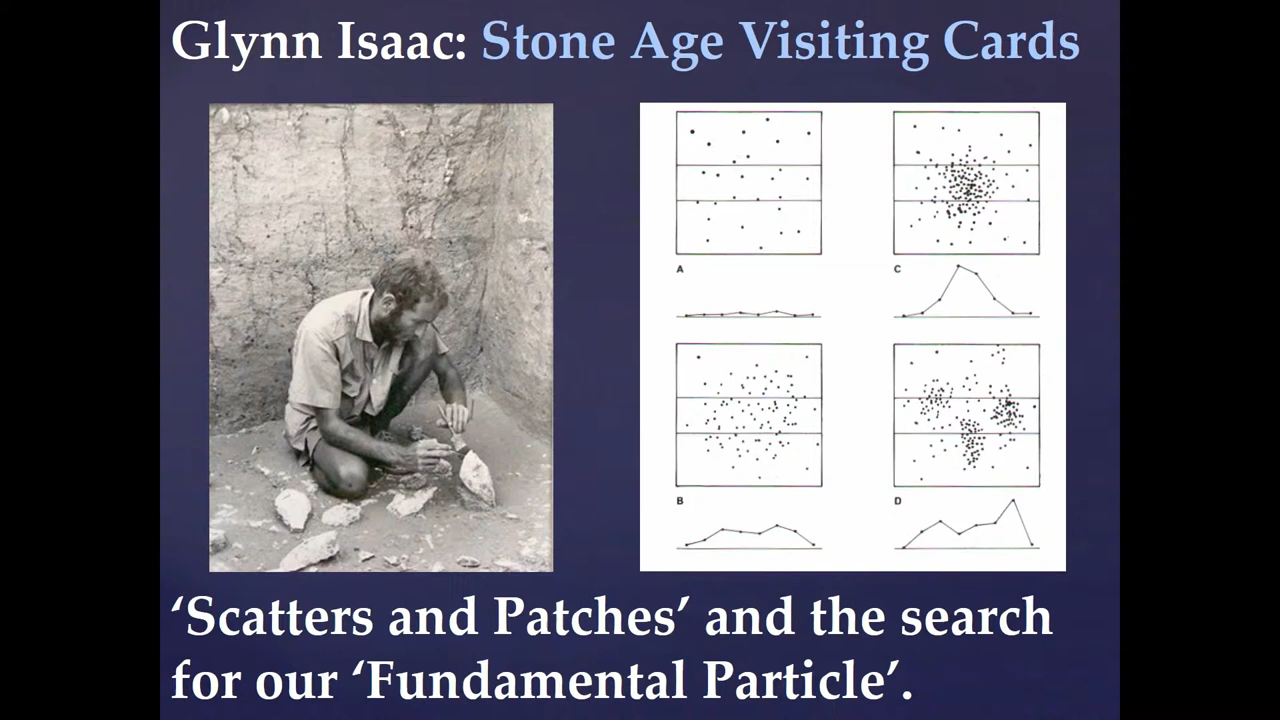 Glynn Isaac: Stone Age Visiting Cards
A
C
B
D
‘Scatters and Patches’ and the search
for our ‘Fundamental Particle’.